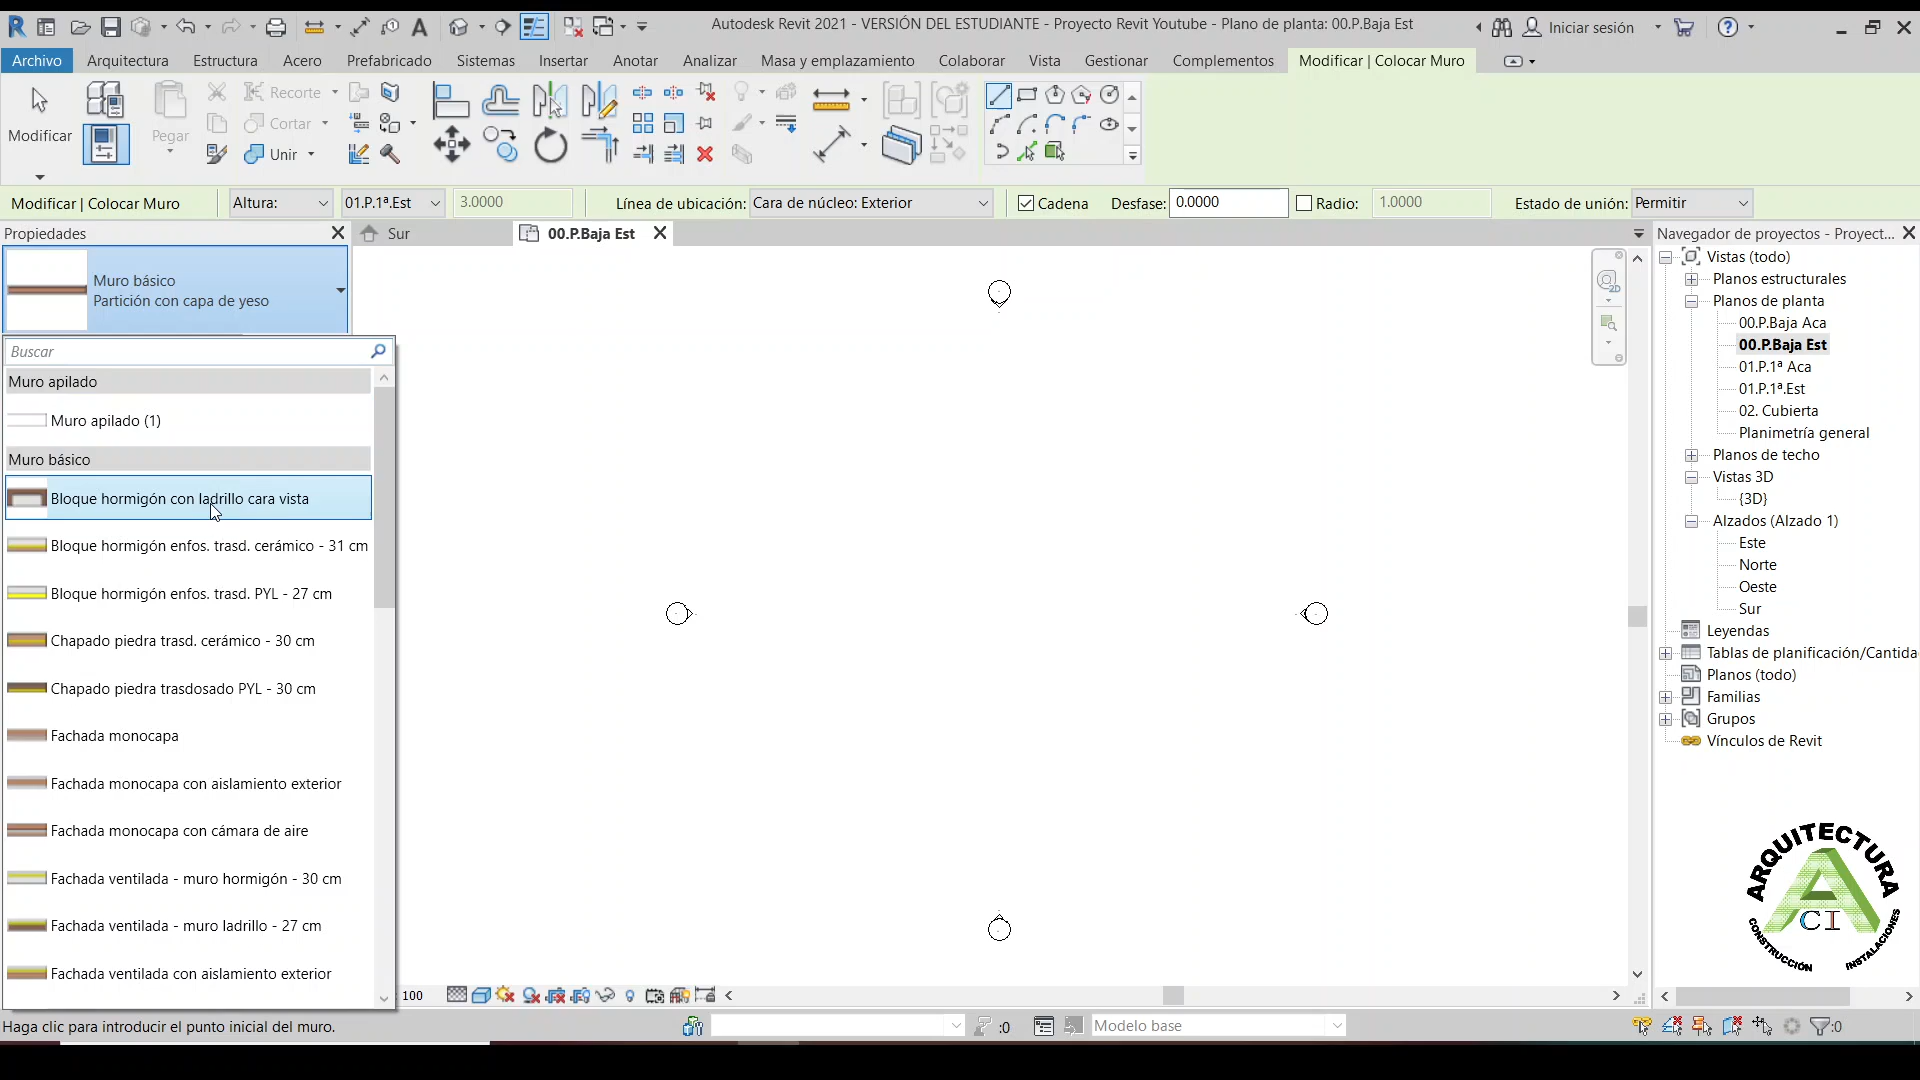 Autodesk Revit 2021 - VERSIÓN DEL ESTUDIANTE - Proyecto Revit Youtube - Plano de planta: 00.P.Baja Est
Iniciar sesión
Archivo Arquitectura Estructura Acero Prefabricado Sistemas Insertar Anotar Analizar Masa y emplazamiento Colaborar Vista Gestionar Complementos Modificar | Colocar Muro
Modificar
Pegar
Recorte
Cortar
Unir
Modificar | Colocar Muro Altura: 01.P.1ª.Est 3.0000 Línea de ubicación: Cara de núcleo: Exterior Cadena Desfase: 0.0000 Radio: 1.0000 Estado de unión: Permitir
Propiedades
Sur
00.P.Baja Est
Muro básico
Partición con capa de yeso
Buscar
Muro apilado
Muro apilado (1)
Muro básico
Bloque hormigón con ladrillo cara vista
Bloque hormigón enfos. trasd. cerámico - 31 cm
Bloque hormigón enfos. trasd. PYL - 27 cm
Chapado piedra trasd. cerámico - 30 cm
Chapado piedra trasdosado PYL - 30 cm
Fachada monocapa
Fachada monocapa con aislamiento exterior
Fachada monocapa con cámara de aire
Fachada ventilada - muro hormigón - 30 cm
Fachada ventilada - muro ladrillo - 27 cm
Fachada ventilada con aislamiento exterior
2D
Navegador de proyectos - Proyect...
Vistas (todo)
Planos estructurales
Planos de planta
00.P.Baja Aca
00.P.Baja Est
01.P.1ª Aca
01.P.1ª.Est
02. Cubierta
Planimetría general
Planos de techo
Vistas 3D
{3D}
Alzados (Alzado 1)
Este
Norte
Oeste
Sur
Leyendas
Tablas de planificación/Cantida
Planos (todo)
Familias
Grupos
Vínculos de Revit
ARQUITECTURA
CI
CONSTRUCCIÓN INSTALACIONES
100
Haga clic para introducir el punto inicial del muro.
:0
Modelo base
:0